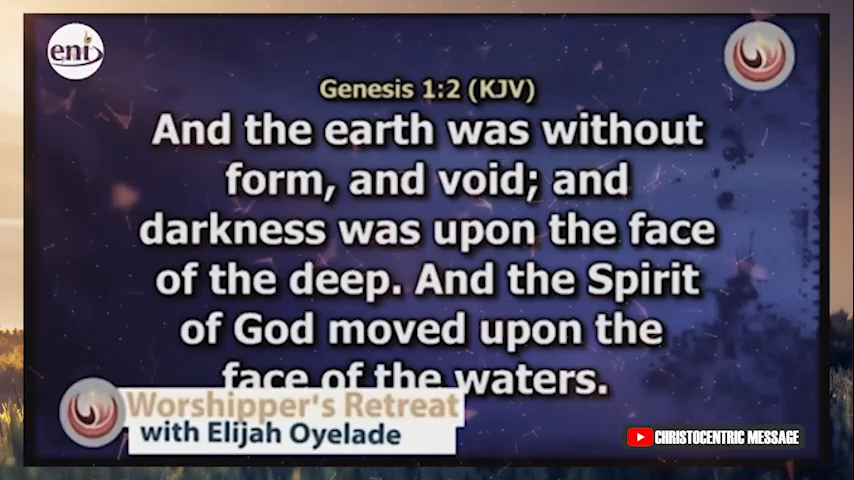 eni
Genesis 1:2 (KJV)
And the earth was without
form, and void; and
darkness was upon the face
of the deep. And the Spirit
of God moved upon the
face of the waters.
Worshipper's Retreat
with Elijah Oyelade
CHRISTOCENTRIC MESSAGE